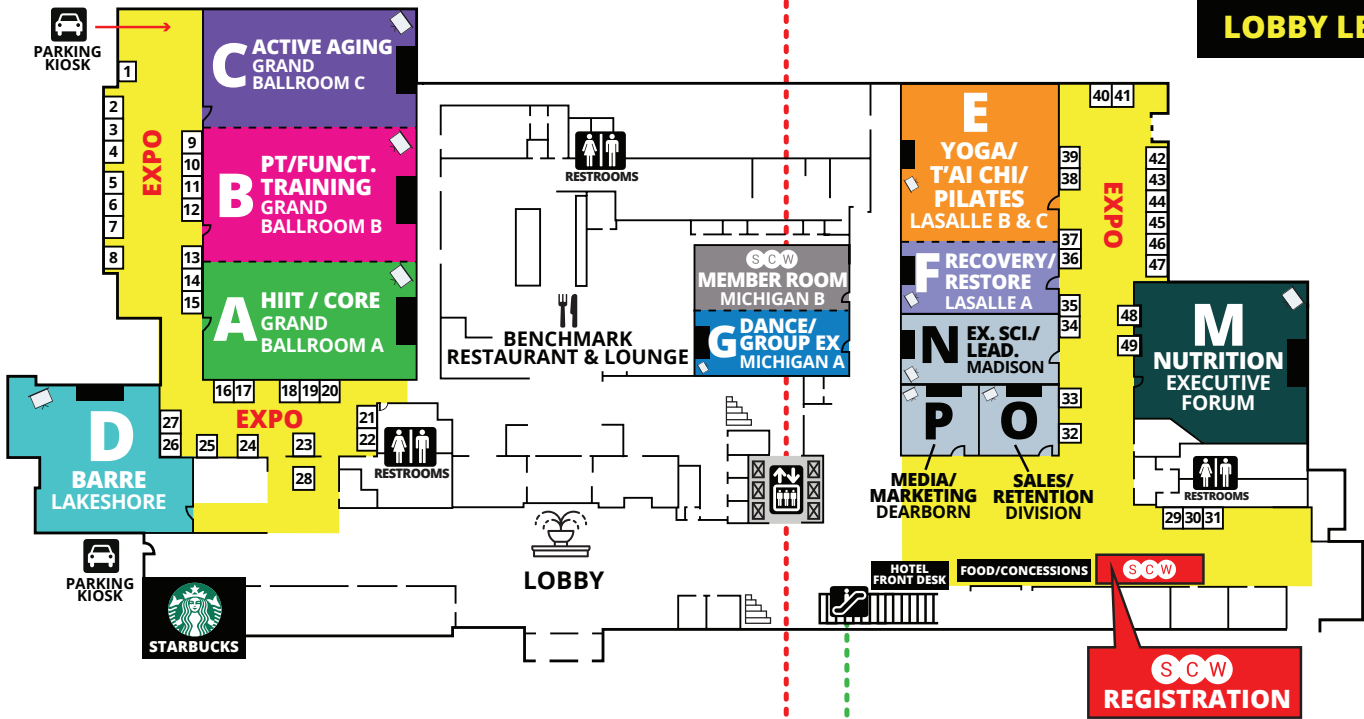 LOBBY LE
PARKING
KIOSK
C
ACTIVE AGING
GRAND
BALLROOM C
1
2
3
4
5
6
7
8
EXPO
9
10
11
12
13
14
15
B
PT/FUNCT.
TRAINING
GRAND
BALLROOM B
A
HIIT / CORE
GRAND
BALLROOM A
16 17 18 19 20
EXPO
21
22
27
26
25 24 23
28
D
BARRE
LAKESHORE
RESTROOMS
PARKING
KIOSK
STARBUCKS
RESTROOMS
BENCHMARK
RESTAURANT & LOUNGE
SCW
MEMBER ROOM
MICHIGAN B
G
DANCE/
GROUP EX
MICHIGAN A
LOBBY
E
YOGA/
T'AI CHI/
PILATES
LASALLE B & C
F
RECOVERY/
RESTORE
LASALLE A
N
EX. SCI./
LEAD.
MADISON
P
O
MEDIA/
MARKETING
DEARBORN
SALES/
RETENTION
DIVISION
40 41
39
38
37
36
35
34
33
32
EXPO
42
43
44
45
46
47
48
49
M
NUTRITION
EXECUTIVE
FORUM
RESTROOMS
29 30 31
HOTEL
FRONT DESK
FOOD/CONCESSIONS
SCW
SCW
REGISTRATION